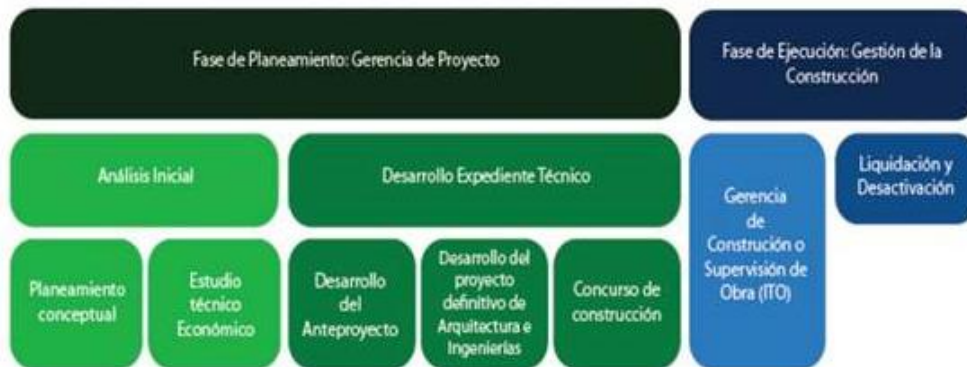 Fase de Planeamiento: Gerencia de Proyecto
Fase de Ejecución: Gestión de la
Construcción
Análisis Inicial
Desarrollo Expediente Técnico
Gerencia
de
Construción o
Supervisión de
Obra (ITO)
Liquidación y
Desactivación
Planeamiento
conceptual
Estudio
técnico
Económico
Desarrollo
del
Anteproyecto
Desarrollo del
proyecto
definitivo de
Arquitectura e
Ingenierías
Concurso de
construcción